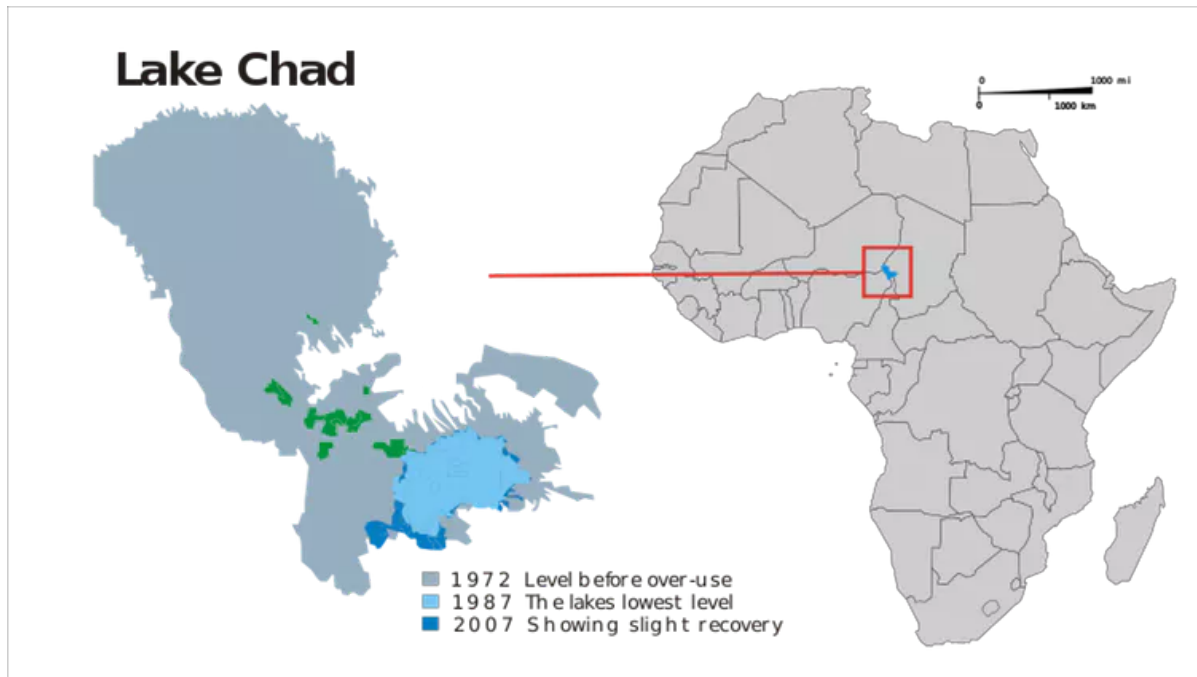 Lake Chad
0 1000 mi
0 1000 km
1972 Level before over-use
1987 The lakes lowest level
2007 Showing slight recovery